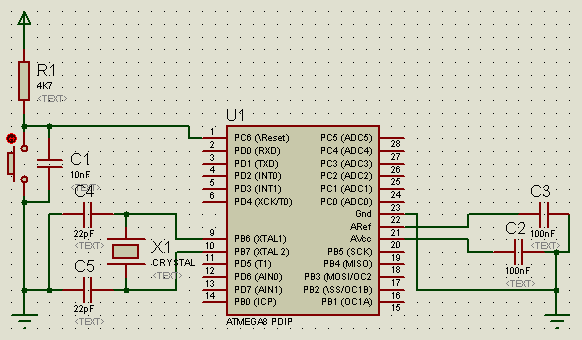 R1
4K7
<TEXT>
U1
1 PC6 (\Reset) PC5 (ADC5) 28
2 PD0 (RXD) PC4 (ADC4) 27
3 PD1 (TXD) PC3 (ADC3) 26
4 PD2 (INT0) PC2 (ADC2) 25
5 PD3 (INT1) PC1 (ADC1) 24
6 PD4 (XCK/T0) PC0 (ADC0) 23
Gnd 22
ARef 21
9 PB6 (XTAL1) AVcc 20
10 PB7 (XTAL 2) PB5 (SCK) 19
11 PD5 (T1) PB4 (MISO) 18
12 PD6 (AIN0) PB3 (MOSI/OC2 17
13 PD7 (AIN1) PB2 (\SS/OC1B) 16
14 PB0 (ICP) PB1 (OC1A) 15
ATMEGA8 PDIP
C1
10nF
<TEXT>
C4
22pF
<TEXT>
X1
CRYSTAL
<TEXT>
C5
22pF
<TEXT>
C3
100nF
<TEXT>
C2
100nF
<TEXT>